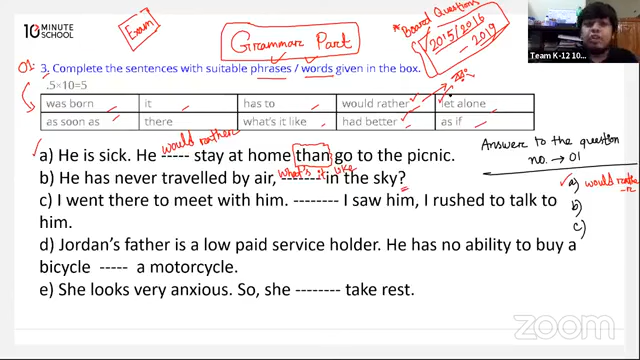 10 MINUTE SCHOOL
Exam
Grammar Part
* Board Questions
2015/2016
- 2019
Team K-12 10...
01. 3. Complete the sentences with suitable phrases / words given in the box.
.5×10=5
was born it has to would rather let alone
as soon as there what's it like had better as if
would rather
a) He is sick. He ----- stay at home than go to the picnic.
what's it like
b) He has never travelled by air, -------- in the sky?
c) I went there to meet with him. -------- I saw him, I rushed to talk to
him.
d) Jordan's father is a low paid service holder. He has no ability to buy a
bicycle ----- a motorcycle.
e) She looks very anxious. So, she -------- take rest.
Answer to the question
no. → 01
a) would rather
b)
c)
zoom